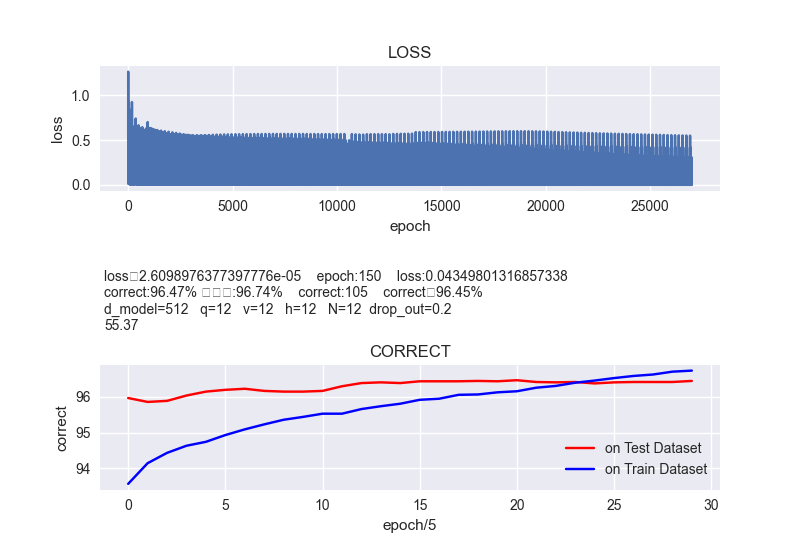 LOSS
1.0
0.5
0.0
loss
0 5000 10000 15000 20000 25000
epoch
loss□2.6098976377397776e-05 epoch:150 loss:0.04349801316857338
correct:96.47% □□□:96.74% correct:105 correct□96.45%
d_model=512 q=12 v=12 h=12 N=12 drop_out=0.2
55.37
CORRECT
96
95
94
correct
on Test Dataset
on Train Dataset
0 5 10 15 20 25 30
epoch/5